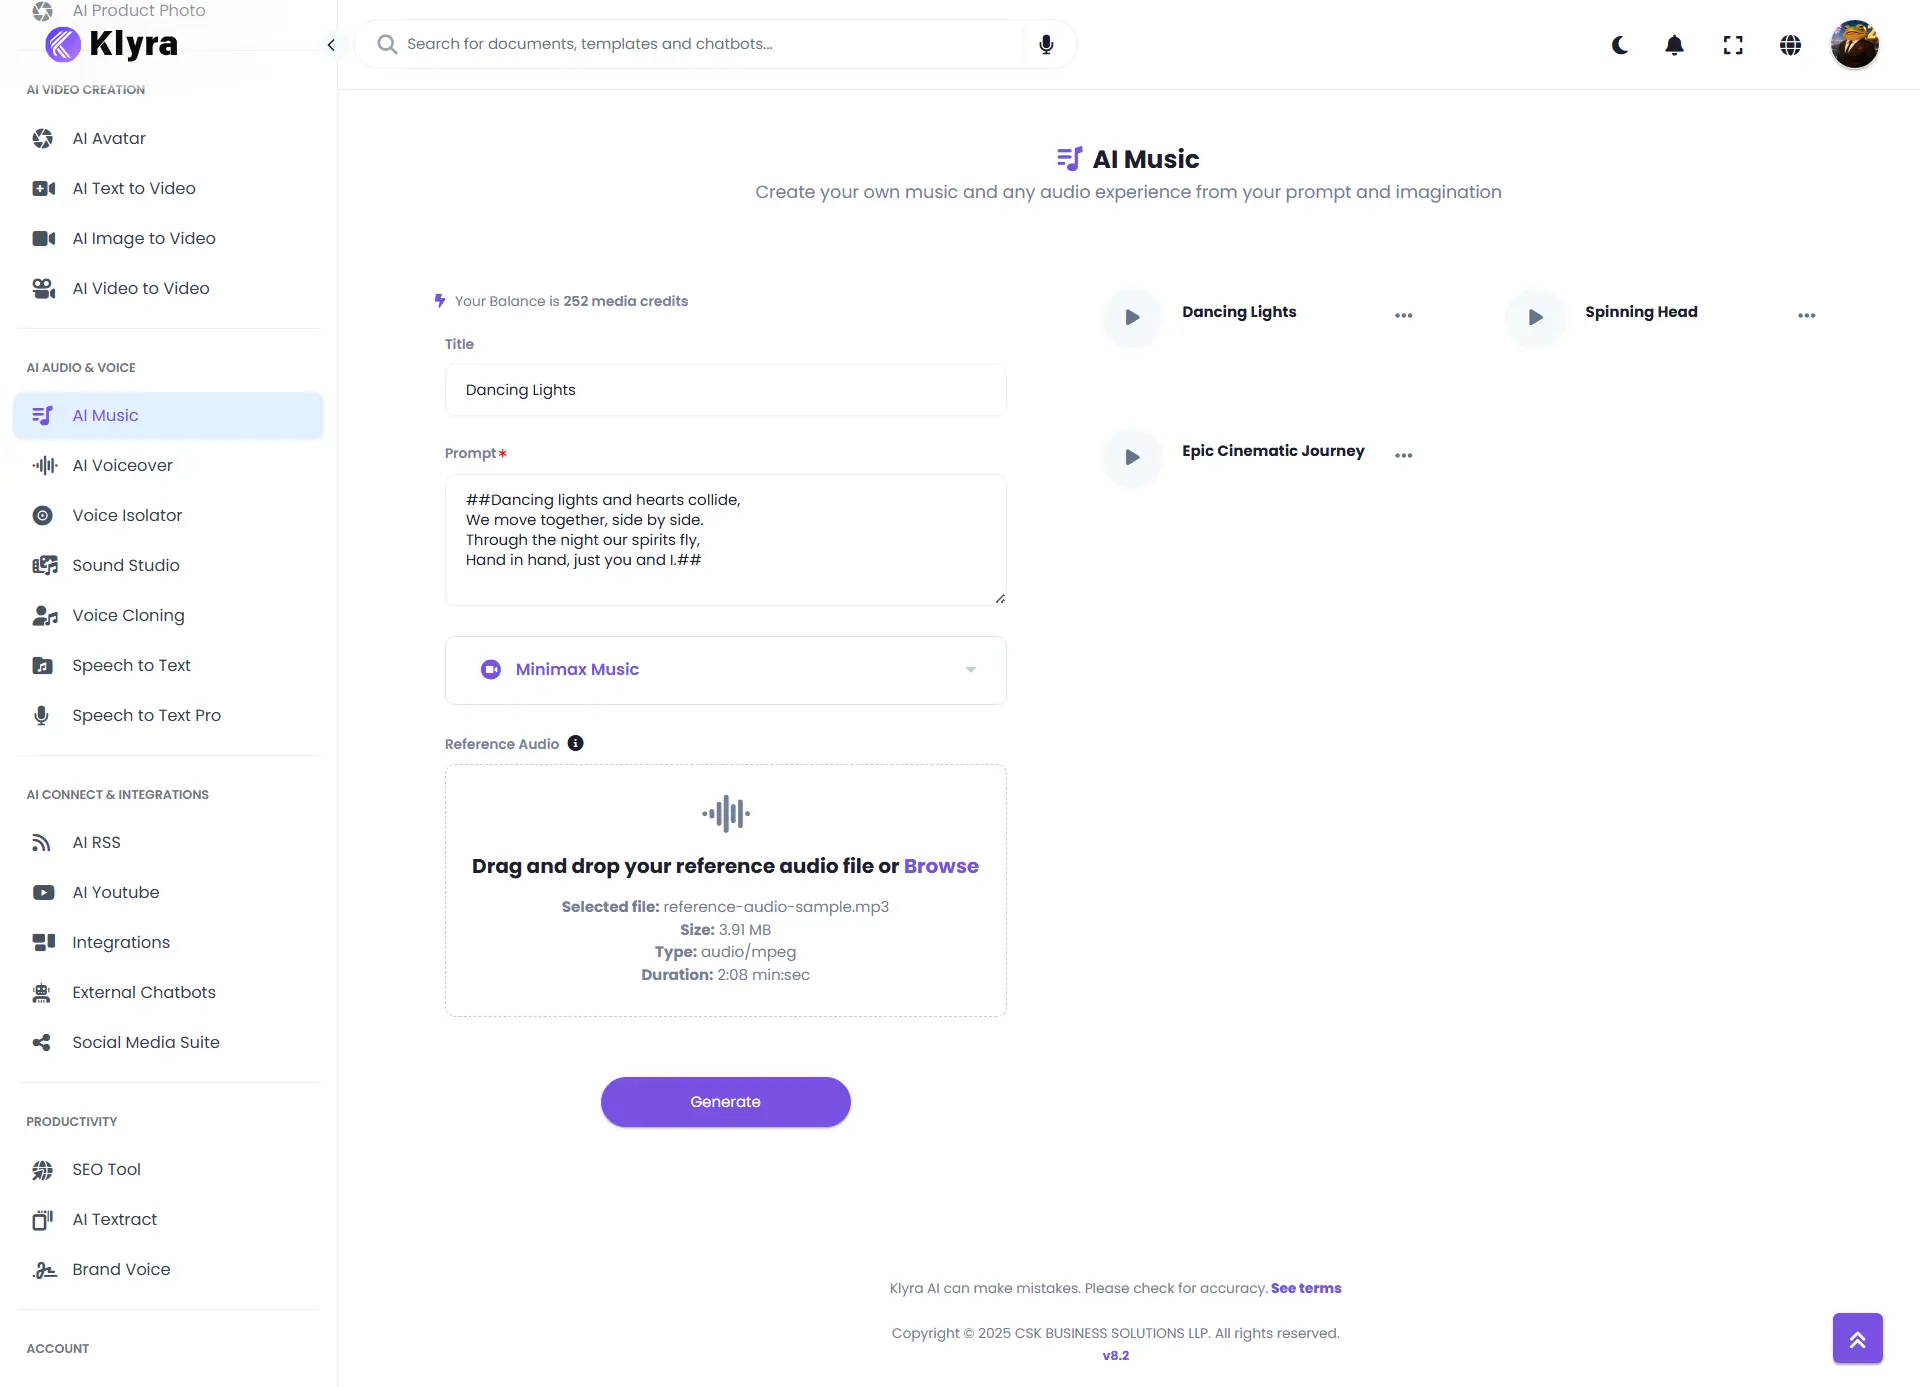 AI Product Photo
Klyra
AI VIDEO CREATION
AI Avatar
AI Text to Video
AI Image to Video
AI Video to Video
AI AUDIO & VOICE
AI Music
AI Voiceover
Voice Isolator
Sound Studio
Voice Cloning
Speech to Text
Speech to Text Pro
AI CONNECT & INTEGRATIONS
AI RSS
AI Youtube
Integrations
External Chatbots
Social Media Suite
PRODUCTIVITY
SEO Tool
AI Textract
Brand Voice
ACCOUNT
Search for documents, templates and chatbots...
AI Music
Create your own music and any audio experience from your prompt and imagination
Your Balance is 252 media credits
Title
Dancing Lights
Prompt*
##Dancing lights and hearts collide,
We move together, side by side.
Through the night our spirits fly,
Hand in hand, just you and I.##
Minimax Music
Reference Audio
Drag and drop your reference audio file or Browse
Selected file: reference-audio-sample.mp3
Size: 3.91 MB
Type: audio/mpeg
Duration: 2:08 min:sec
Generate
Dancing Lights
Spinning Head
Epic Cinematic Journey
Klyra AI can make mistakes. Please check for accuracy. See terms
Copyright © 2025 CSK BUSINESS SOLUTIONS LLP. All rights reserved.
v8.2